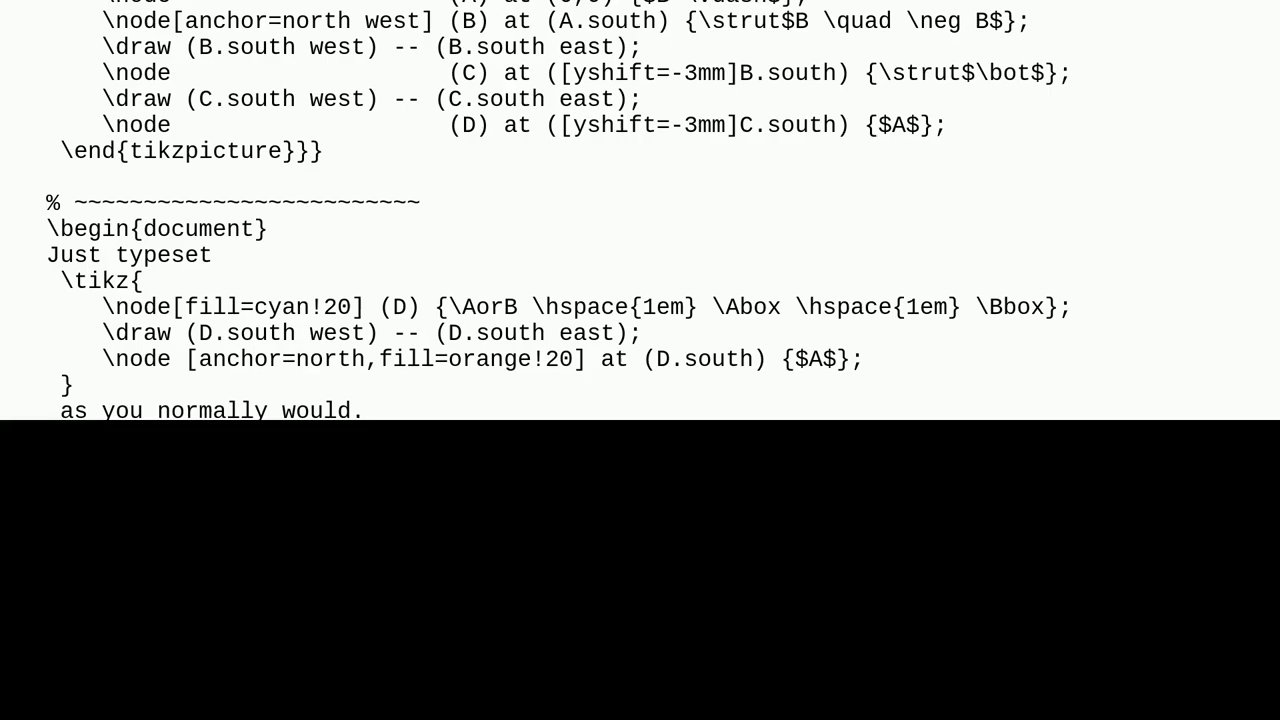 \node[anchor=north west] (B) at (A.south) {\strut$B \quad \neg B$};
\draw (B.south west) -- (B.south east);
\node                    (C) at ([yshift=-3mm]B.south) {\strut$\bot$};
\draw (C.south west) -- (C.south east);
\node                    (D) at ([yshift=-3mm]C.south) {$A$};
\end{tikzpicture}}}
% ~~~~~~~~~~~~~~~~~~~~~~~~~
\begin{document}
Just typeset
\tikz{
\node[fill=cyan!20] (D) {\AorB \hspace{1em} \Abox \hspace{1em} \Bbox};
\draw (D.south west) -- (D.south east);
\node [anchor=north,fill=orange!20] at (D.south) {$A$};
}
as you normally would.